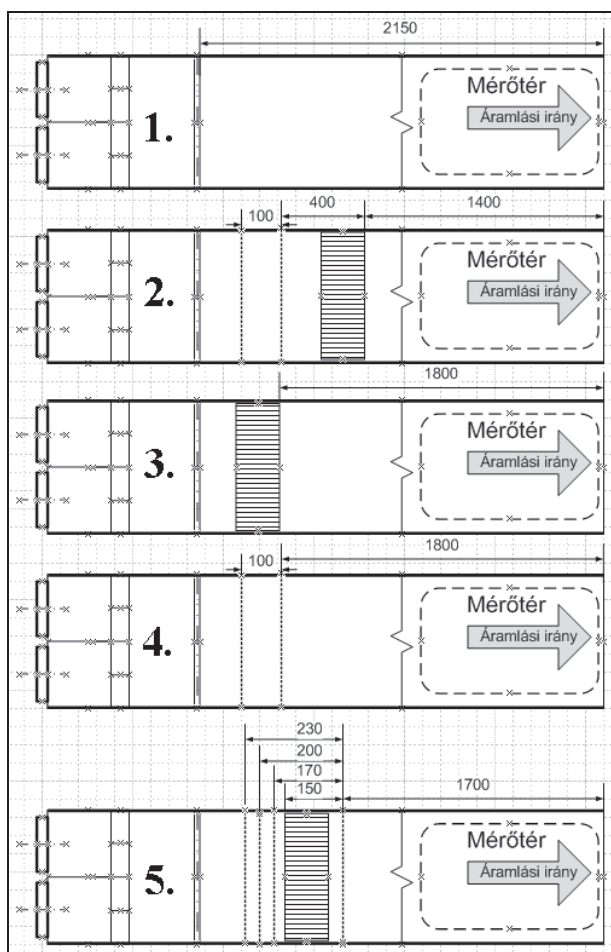 2150
1.
Mérőtér
Áramlási irány
100
400
1400
2.
Mérőtér
Áramlási irány
1800
3.
Mérőtér
Áramlási irány
100
1800
4.
Mérőtér
Áramlási irány
230
200
170
150
1700
5.
Mérőtér
Áramlási irány